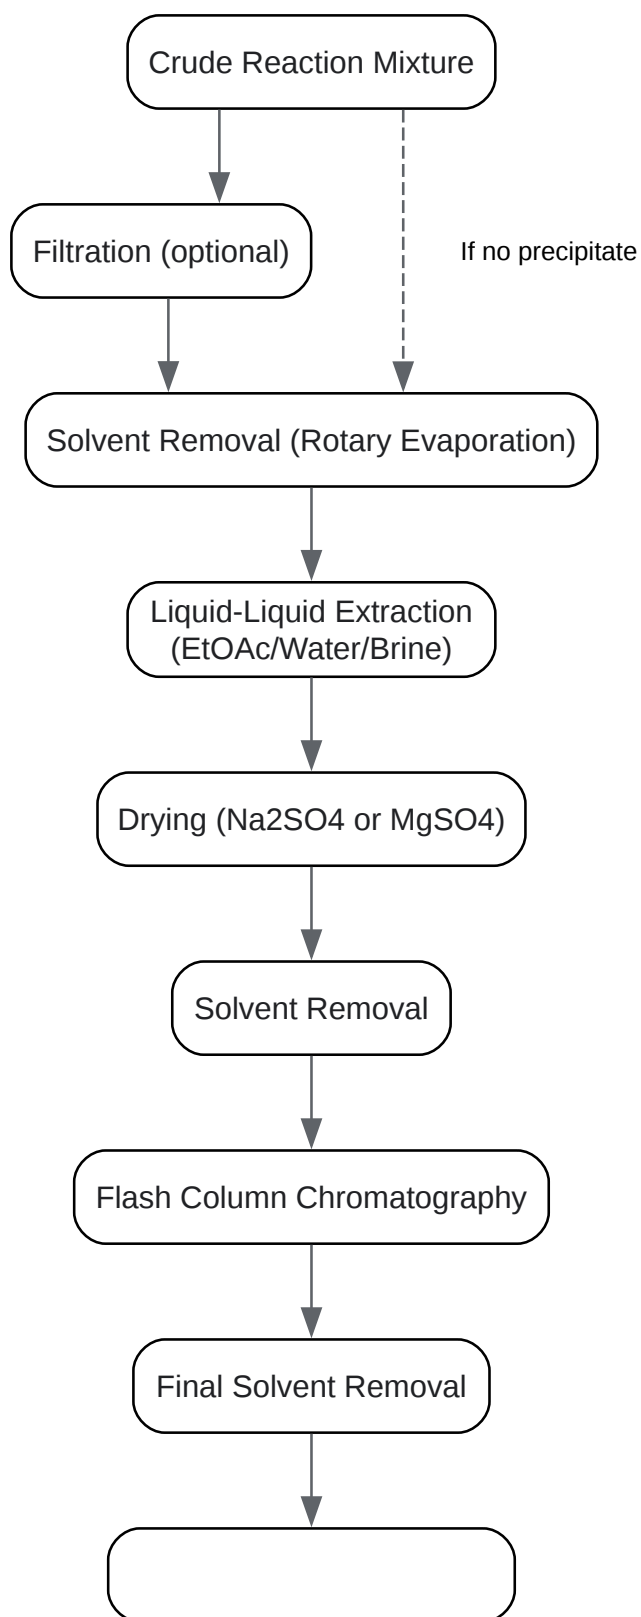 Crude Reaction Mixture
Filtration (optional)
If no precipitate
Solvent Removal (Rotary Evaporation)
Liquid-Liquid Extraction
(EtOAc/Water/Brine)
Drying (Na2SO4 or MgSO4)
Solvent Removal
Flash Column Chromatography
Final Solvent Removal